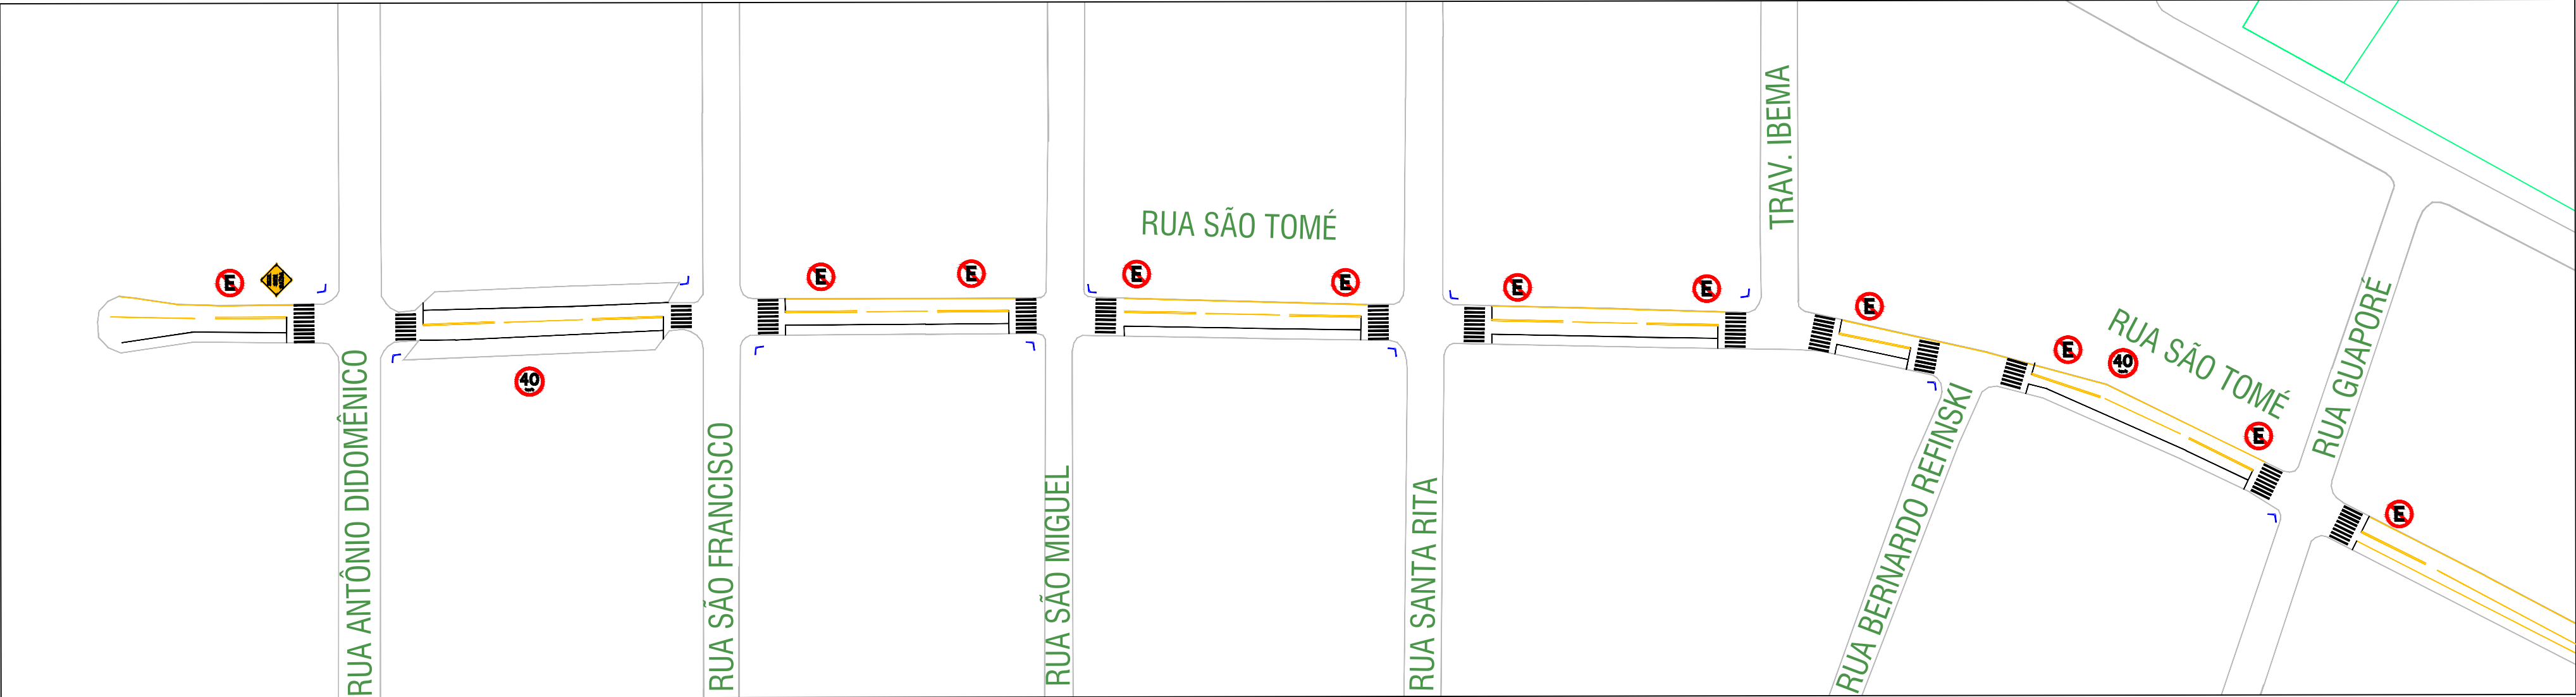 TRAV. IBEMA
RUA SÃO TOMÉ
E
E
E
E
E
E
E
E
E
E
E
40
40
RUA SÃO TOMÉ
RUA GUAPORÉ
RUA ANTÔNIO DIDOMÊNICO
RUA SÃO FRANCISCO
RUA SÃO MIGUEL
RUA SANTA RITA
RUA BERNARDO REFINSKI